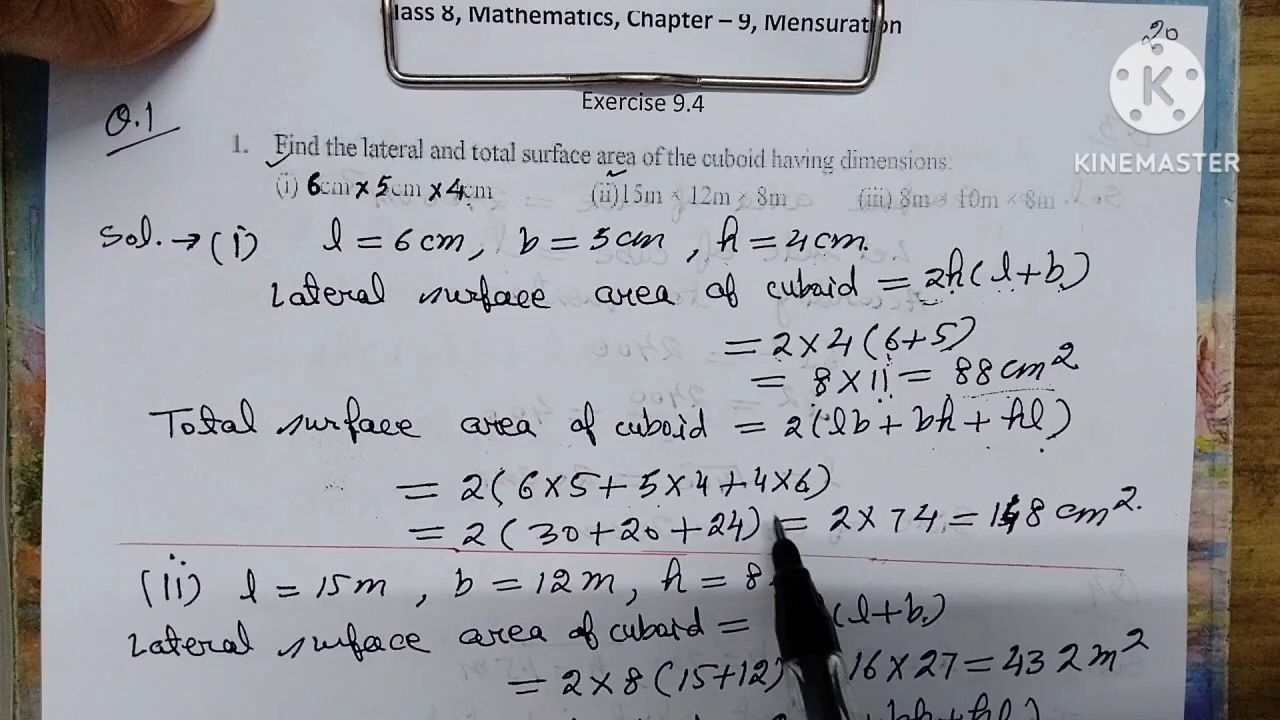 lass 8, Mathematics, Chapter – 9, Mensuration
20
K
KINEMASTER
Exercise 9.4
Q.1
1. Find the lateral and total surface area of the cuboid having dimensions.
(i) 6cm × 5cm × 4cm (ii) 15m × 12m × 8m (iii) 8m × 10m × 8m
Sol. → (i) l = 6 cm, b = 5 cm, h = 4 cm.
Lateral surface area of cuboid = 2h(l+b)
= 2 × 4 (6+5)
= 8 × 11 = 88 cm²
Total surface area of cuboid = 2(lb + bh + hl)
= 2(6×5 + 5×4 + 4×6)
= 2 (30+20+24) = 2 × 74 = 148 cm².
(ii) l = 15m, b = 12m, h = 8
Lateral surface area of cuboid = (l+b)
= 2 × 8 (15+12) 16 × 27 = 432 m²